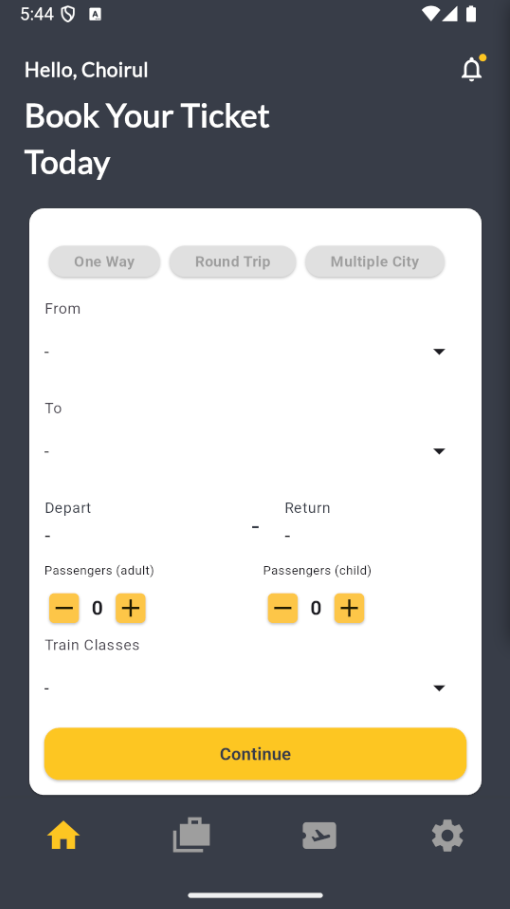 5:44 A
Hello, Choirul
Book Your Ticket
Today
One Way Round Trip Multiple City
From
-
To
-
Depart Return
- - -
Passengers (adult) Passengers (child)
0 0
Train Classes
-
Continue